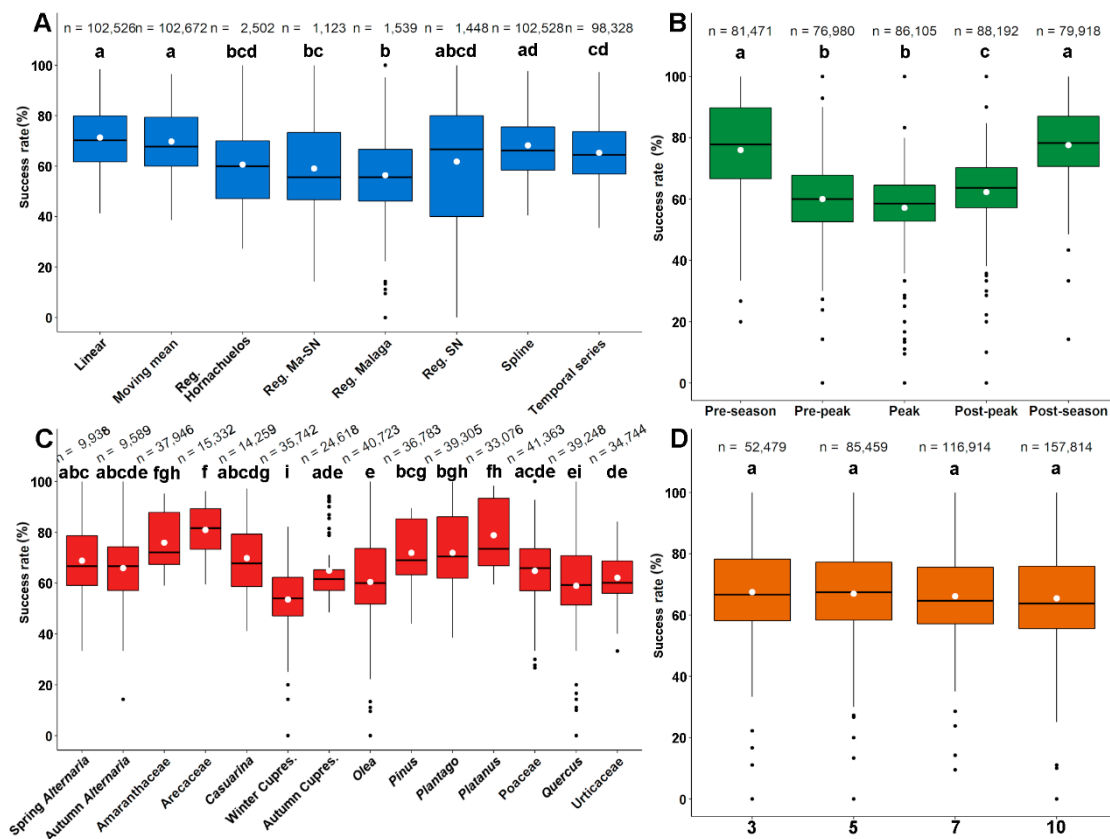 A
n = 102,526 n = 102,672 n = 2,502 n = 1,123 n = 1,539 n = 1,448 n = 102,528 n = 98,328
a a bcd bc b abcd ad cd
Success rate (%)
100
80
60
40
20
0
Linear
Moving mean
Reg. Hornachuelos
Reg. Ma-SN
Reg. Malaga
Reg. SN
Spline
Temporal series
B
n = 81,471 n = 76,980 n = 86,105 n = 88,192 n = 79,918
a b b c a
Success rate (%)
100
80
60
40
20
0
Pre-season Pre-peak Peak Post-peak Post-season
C
n = 9,938
n = 9,589
n = 37,946
n = 15,332
n = 14,259
n = 35,742
n = 24,618
n = 40,723
n = 36,783
n = 39,305
n = 33,076
n = 41,363
n = 39,248
n = 34,744
abc abcde fgh f abcdg i ade e bcg bgh fh acde ei de
Success rate (%)
100
80
60
40
20
0
Spring Alternaria
Autumn Alternaria
Amaranthaceae
Arecaceae
Casuarina
Winter Cupres.
Autumn Cupres.
Olea
Pinus
Plantago
Platanus
Poaceae
Quercus
Urticaceae
D
n = 52,479 n = 85,459 n = 116,914 n = 157,814
a a a a
Success rate (%)
100
80
60
40
20
0
3 5 7 10